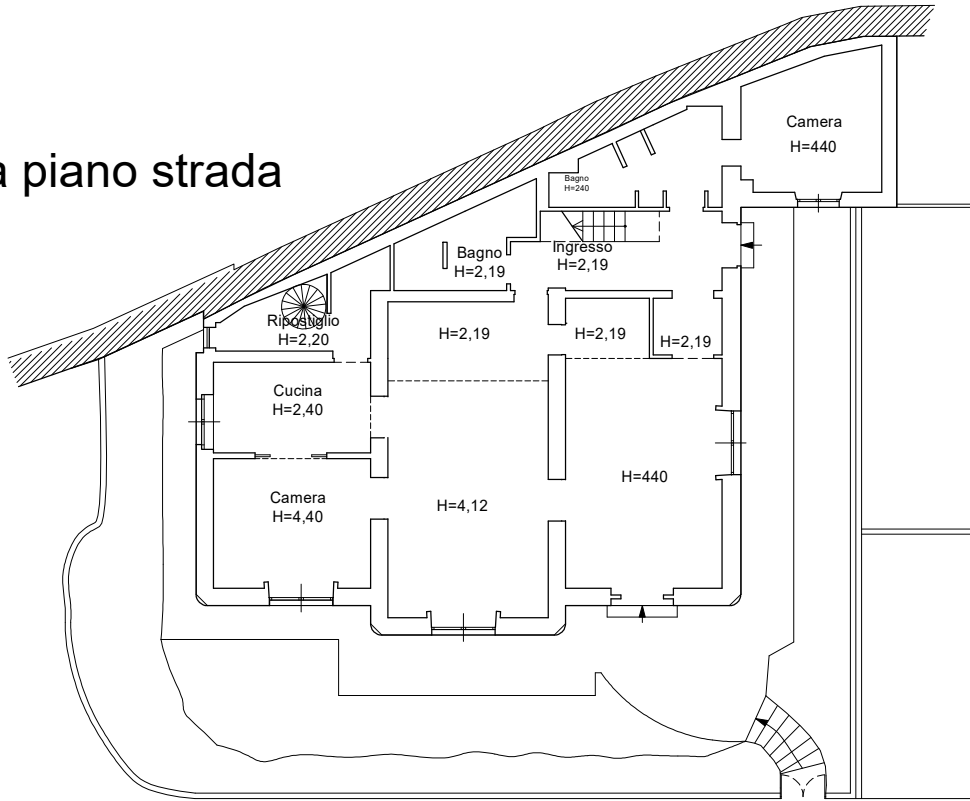 a piano strada
Camera
H=440
Bagno
H=240
Bagno
H=2,19
Ingresso
H=2,19
Ripostiglio
H=2,20
H=2,19
H=2,19
H=2,19
Cucina
H=2,40
Camera
H=4,40
H=4,12
H=440